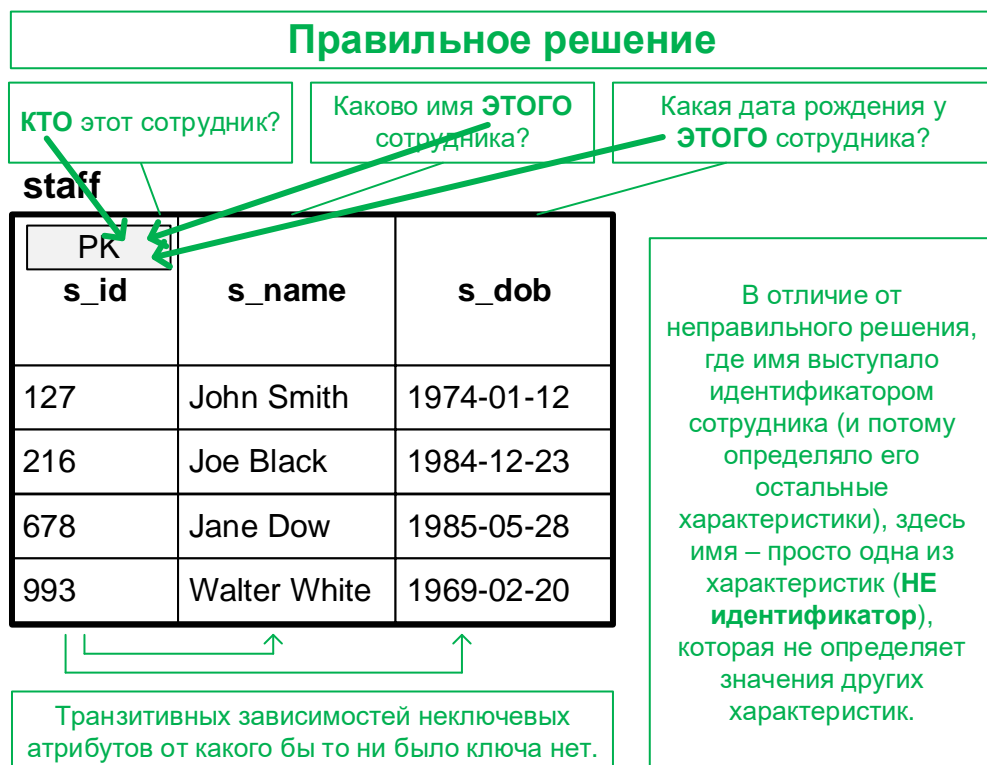 Правильное решение
КТО этот сотрудник?
Каково имя ЭТОГО
сотрудника?
Какая дата рождения у
ЭТОГО сотрудника?
staff
PK
s_id s_name s_dob
127 John Smith 1974-01-12
216 Joe Black 1984-12-23
678 Jane Dow 1985-05-28
993 Walter White 1969-02-20
В отличие от
неправильного решения,
где имя выступало
идентификатором
сотрудника (и потому
определяло его
остальные
характеристики), здесь
имя – просто одна из
характеристик (НЕ
идентификатор),
которая не определяет
значения других
характеристик.
Транзитивных зависимостей неключевых
атрибутов от какого бы то ни было ключа нет.